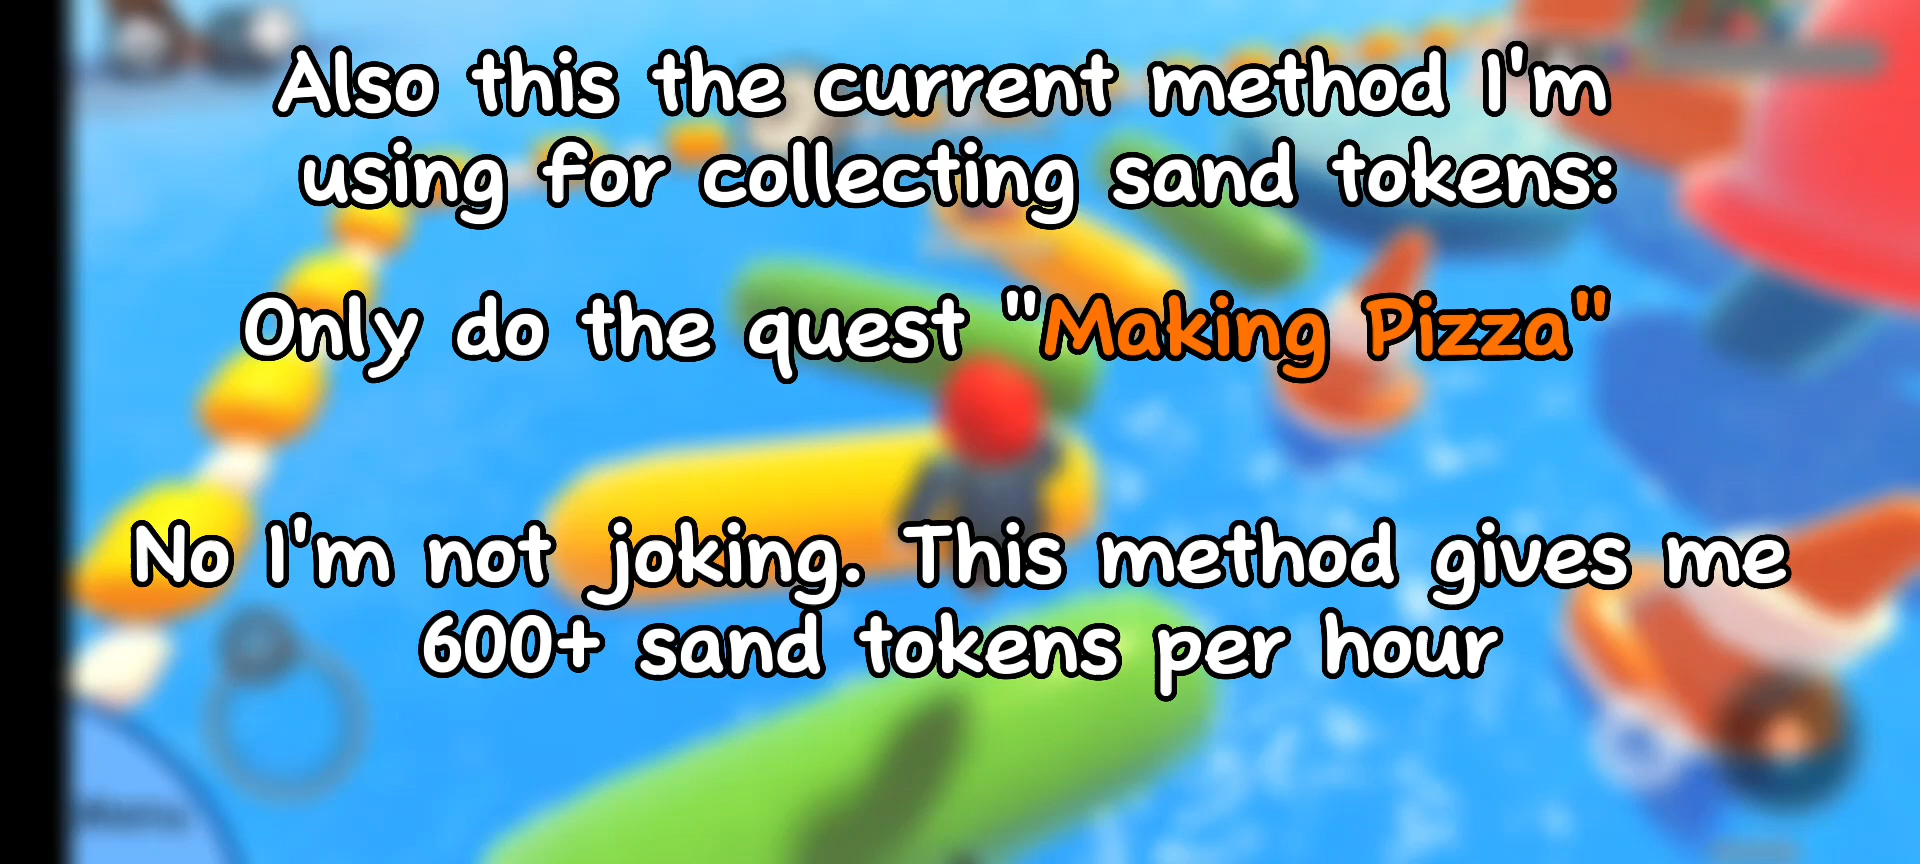 Also this the current method I'm
using for collecting sand tokens:
Only do the quest "Making Pizza"
No I'm not joking. This method gives me
600+ sand tokens per hour